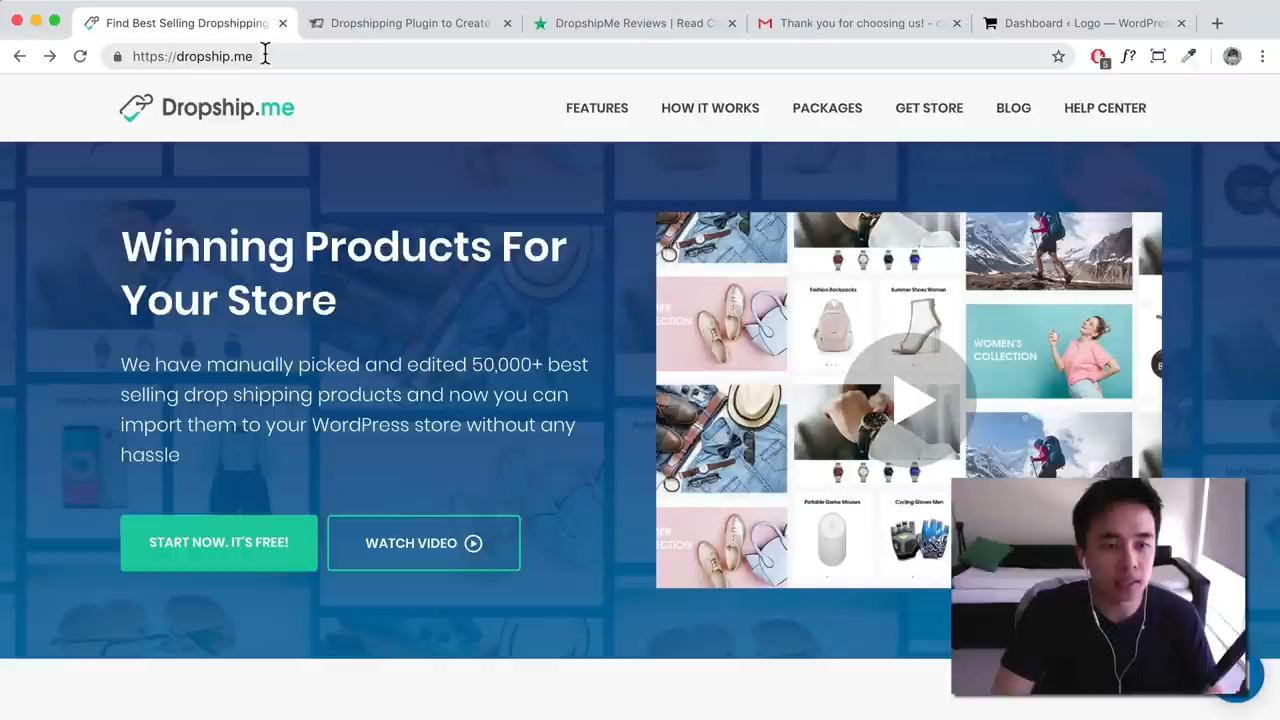 Find Best Selling Dropshipping
Dropshipping Plugin to Create
DropshipMe Reviews | Read C
Thank you for choosing us! -
Dashboard ‹ Logo — WordPre
https://dropship.me
5
f?
Dropship.me
FEATURES
HOW IT WORKS
PACKAGES
GET STORE
BLOG
HELP CENTER
Winning Products For
Your Store
We have manually picked and edited 50,000+ best
selling drop shipping products and now you can
import them to your WordPress store without any
hassle
START NOW. IT'S FREE!
WATCH VIDEO
Fashion Backpacks
Summer Shoes Woman
WOMEN'S
COLLECTION
Portable Game Mouses
Cycling Gloves Men